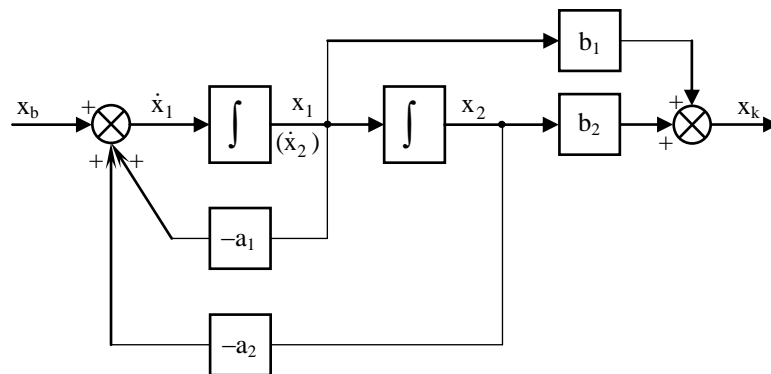 b₁
x_b + ẋ₁ ∫ x₁ (ẋ₂) ∫ x₂ b₂ + + x_k
+ +
–a₁
–a₂